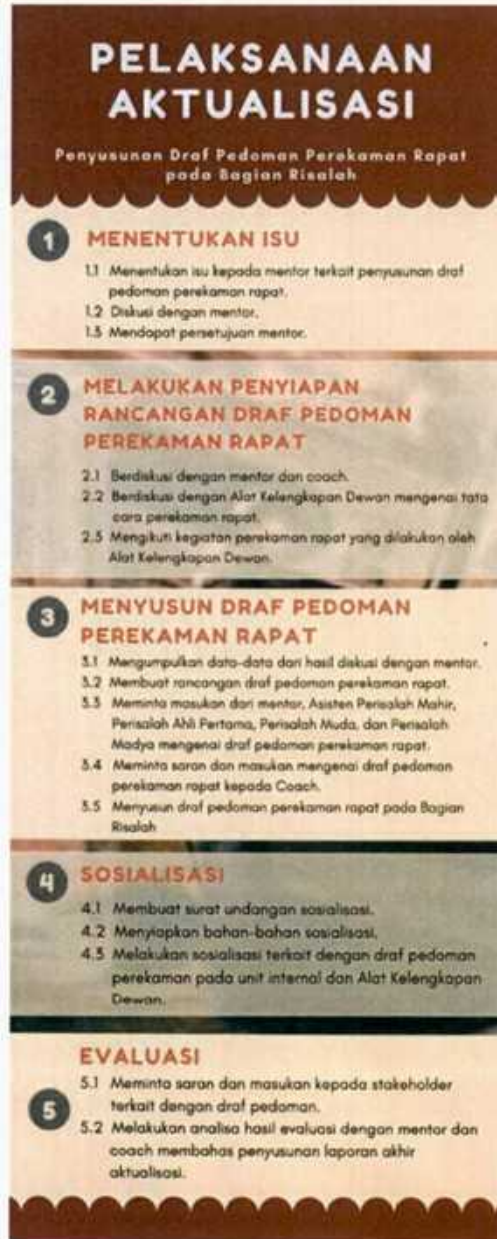 PELAKSANAAN
AKTUALISASI
Penyusunan Draf Pedoman Perekaman Rapat
pada Bagian Risalah
1 MENENTUKAN ISU
1.1 Menentukan isu kepada mentor terkait penyusunan draf
pedoman perekaman rapat.
1.2 Diskusi dengan mentor.
1.3 Mendapat persetujuan mentor.
2 MELAKUKAN PENYIAPAN
RANCANGAN DRAF PEDOMAN
PEREKAMAN RAPAT
2.1 Berdiskusi dengan mentor dan coach.
2.2 Berdiskusi dengan Alat Kelengkapan Dewan mengenai tata
cara perekaman rapat.
2.3 Mengikuti kegiatan perekaman rapat yang dilakukan oleh
Alat Kelengkapan Dewan.
3 MENYUSUN DRAF PEDOMAN
PEREKAMAN RAPAT
3.1 Mengumpulkan data-data dari hasil diskusi dengan mentor.
3.2 Membuat rancangan draf pedoman perekaman rapat.
3.3 Meminta masukan dari mentor, Asisten Perisalah Mahir,
Perisalah Ahli Pertama, Perisalah Muda, dan Perisalah
Madya mengenai draf pedoman perekaman rapat.
3.4 Meminta saran dan masukan mengenai draf pedoman
perekaman rapat kepada Coach.
3.5 Menyusun draf pedoman perekaman rapat pada Bagian
Risalah
4 SOSIALISASI
4.1 Membuat surat undangan sosialisasi.
4.2 Menyiapkan bahan-bahan sosialisasi.
4.3 Melakukan sosialisasi terkait dengan draf pedoman
perekaman pada unit internal dan Alat Kelengkapan
Dewan.
5 EVALUASI
5.1 Meminta saran dan masukan kepada stakeholder
terkait dengan draf pedoman.
5.2 Melakukan analisa hasil evaluasi dengan mentor dan
coach membahas penyusunan laporan akhir
aktualisasi.